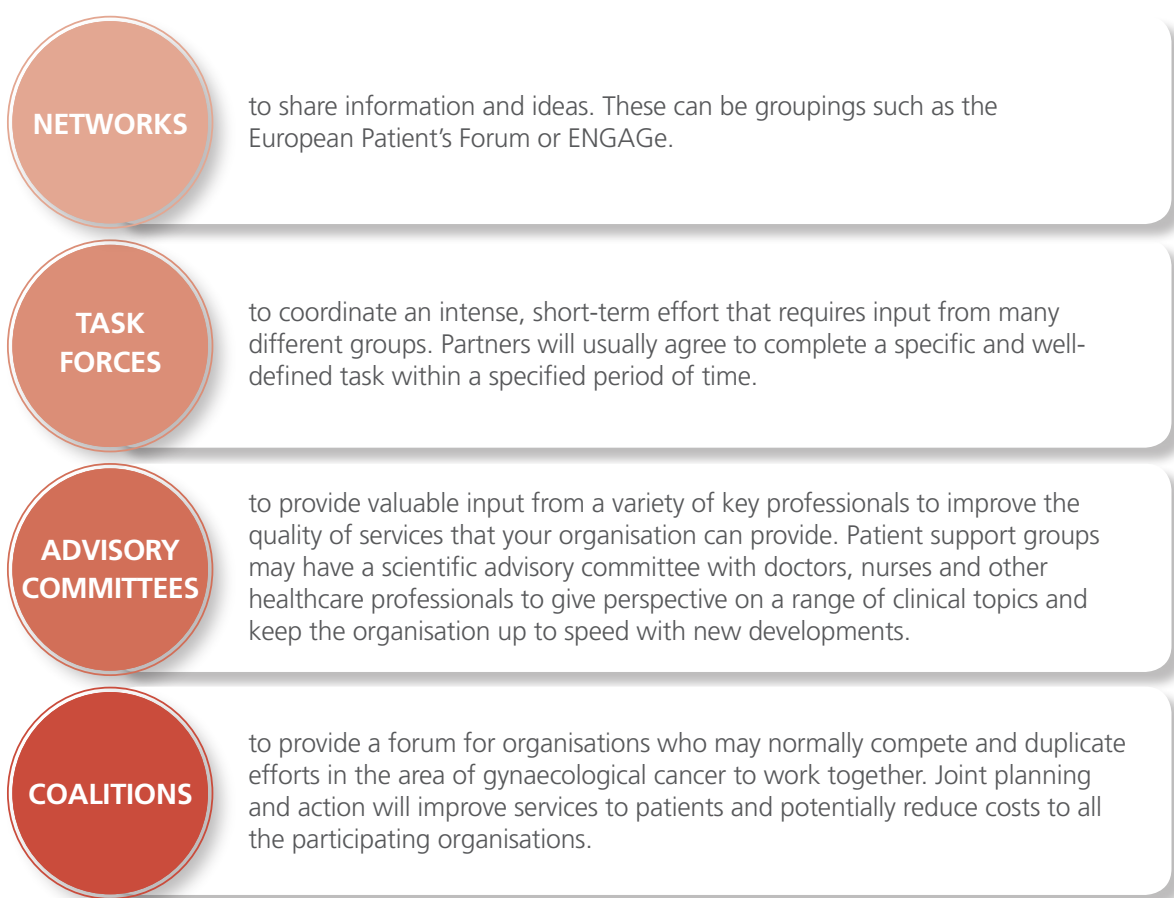 NETWORKS
to share information and ideas. These can be groupings such as the
European Patient’s Forum or ENGAGe.
TASK
FORCES
to coordinate an intense, short-term effort that requires input from many
different groups. Partners will usually agree to complete a specific and well-
defined task within a specified period of time.
ADVISORY
COMMITTEES
to provide valuable input from a variety of key professionals to improve the
quality of services that your organisation can provide. Patient support groups
may have a scientific advisory committee with doctors, nurses and other
healthcare professionals to give perspective on a range of clinical topics and
keep the organisation up to speed with new developments.
COALITIONS
to provide a forum for organisations who may normally compete and duplicate
efforts in the area of gynaecological cancer to work together. Joint planning
and action will improve services to patients and potentially reduce costs to all
the participating organisations.